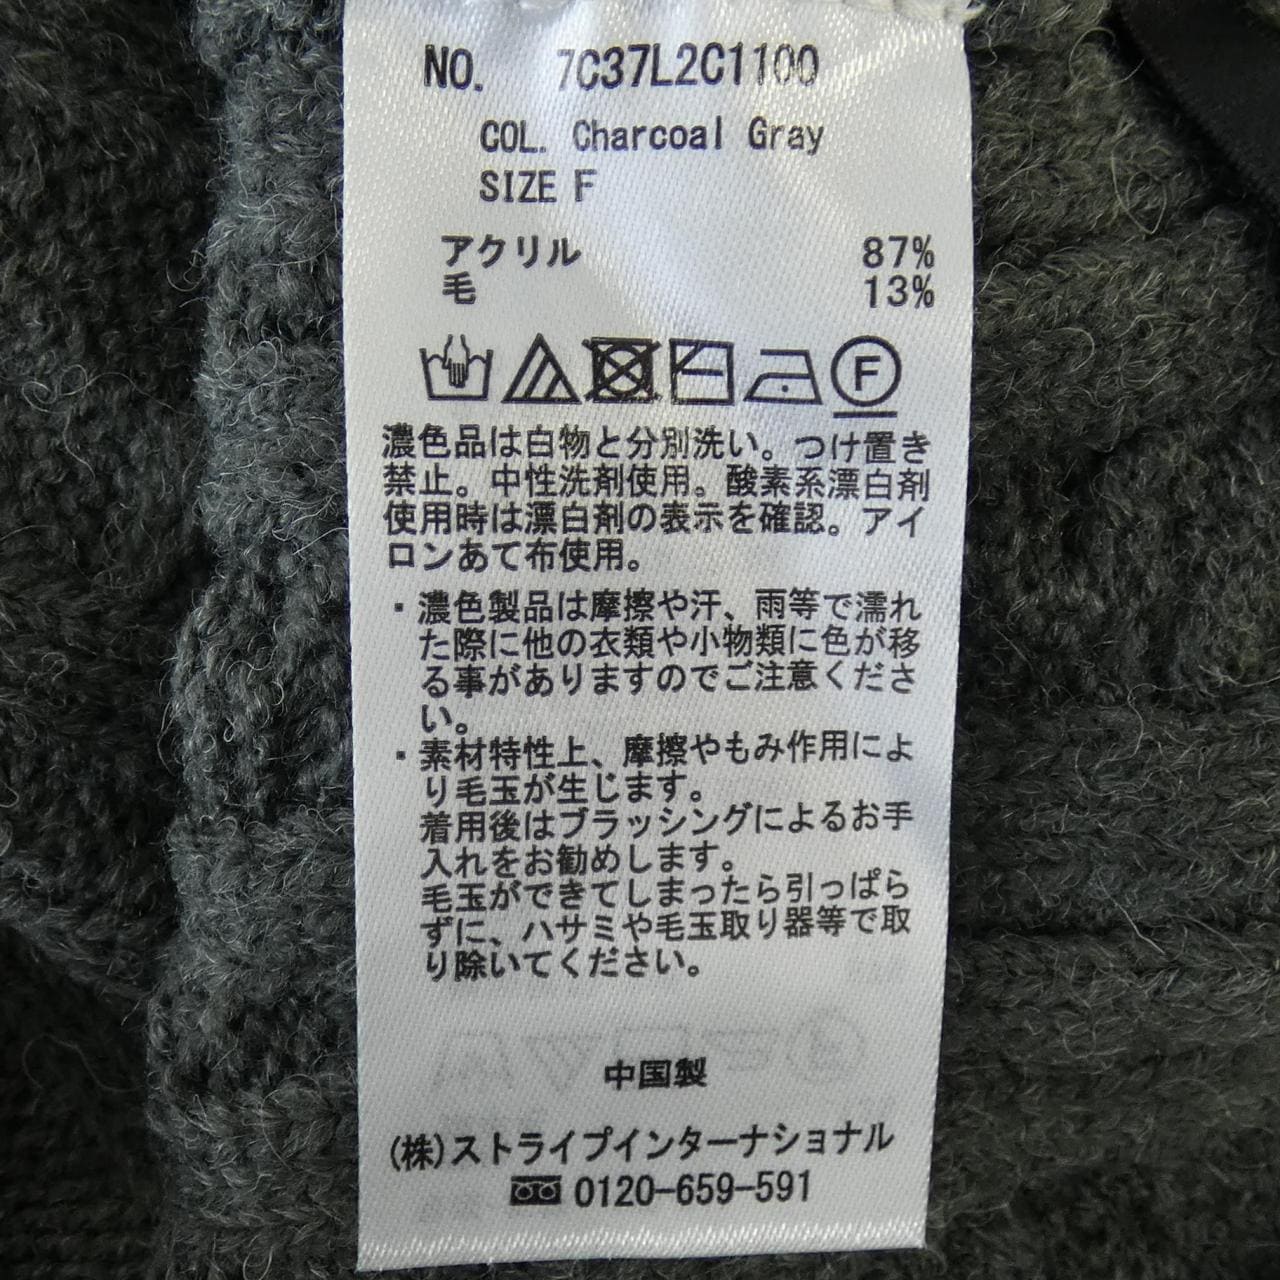 NO. 7C37L2C1100
COL. Charcoal Gray
SIZE F
アクリル 87%
毛 13%
F
濃色品は白物と分別洗い。つけ置き
禁止。中性洗剤使用。酸素系漂白剤
使用時は漂白剤の表示を確認。アイ
ロンあて布使用。
・濃色製品は摩擦や汗、雨等で濡れ
た際に他の衣類や小物類に色が移
る事がありますのでご注意くださ
い。
・素材特性上、摩擦やもみ作用によ
り毛玉が生じます。
着用後はブラッシングによるお手
入れをお勧めします。
毛玉ができてしまったら引っぱら
ずに、ハサミや毛玉取り器等で取
り除いてください。
中国製
(株)ストライプインターナショナル
0120-659-591